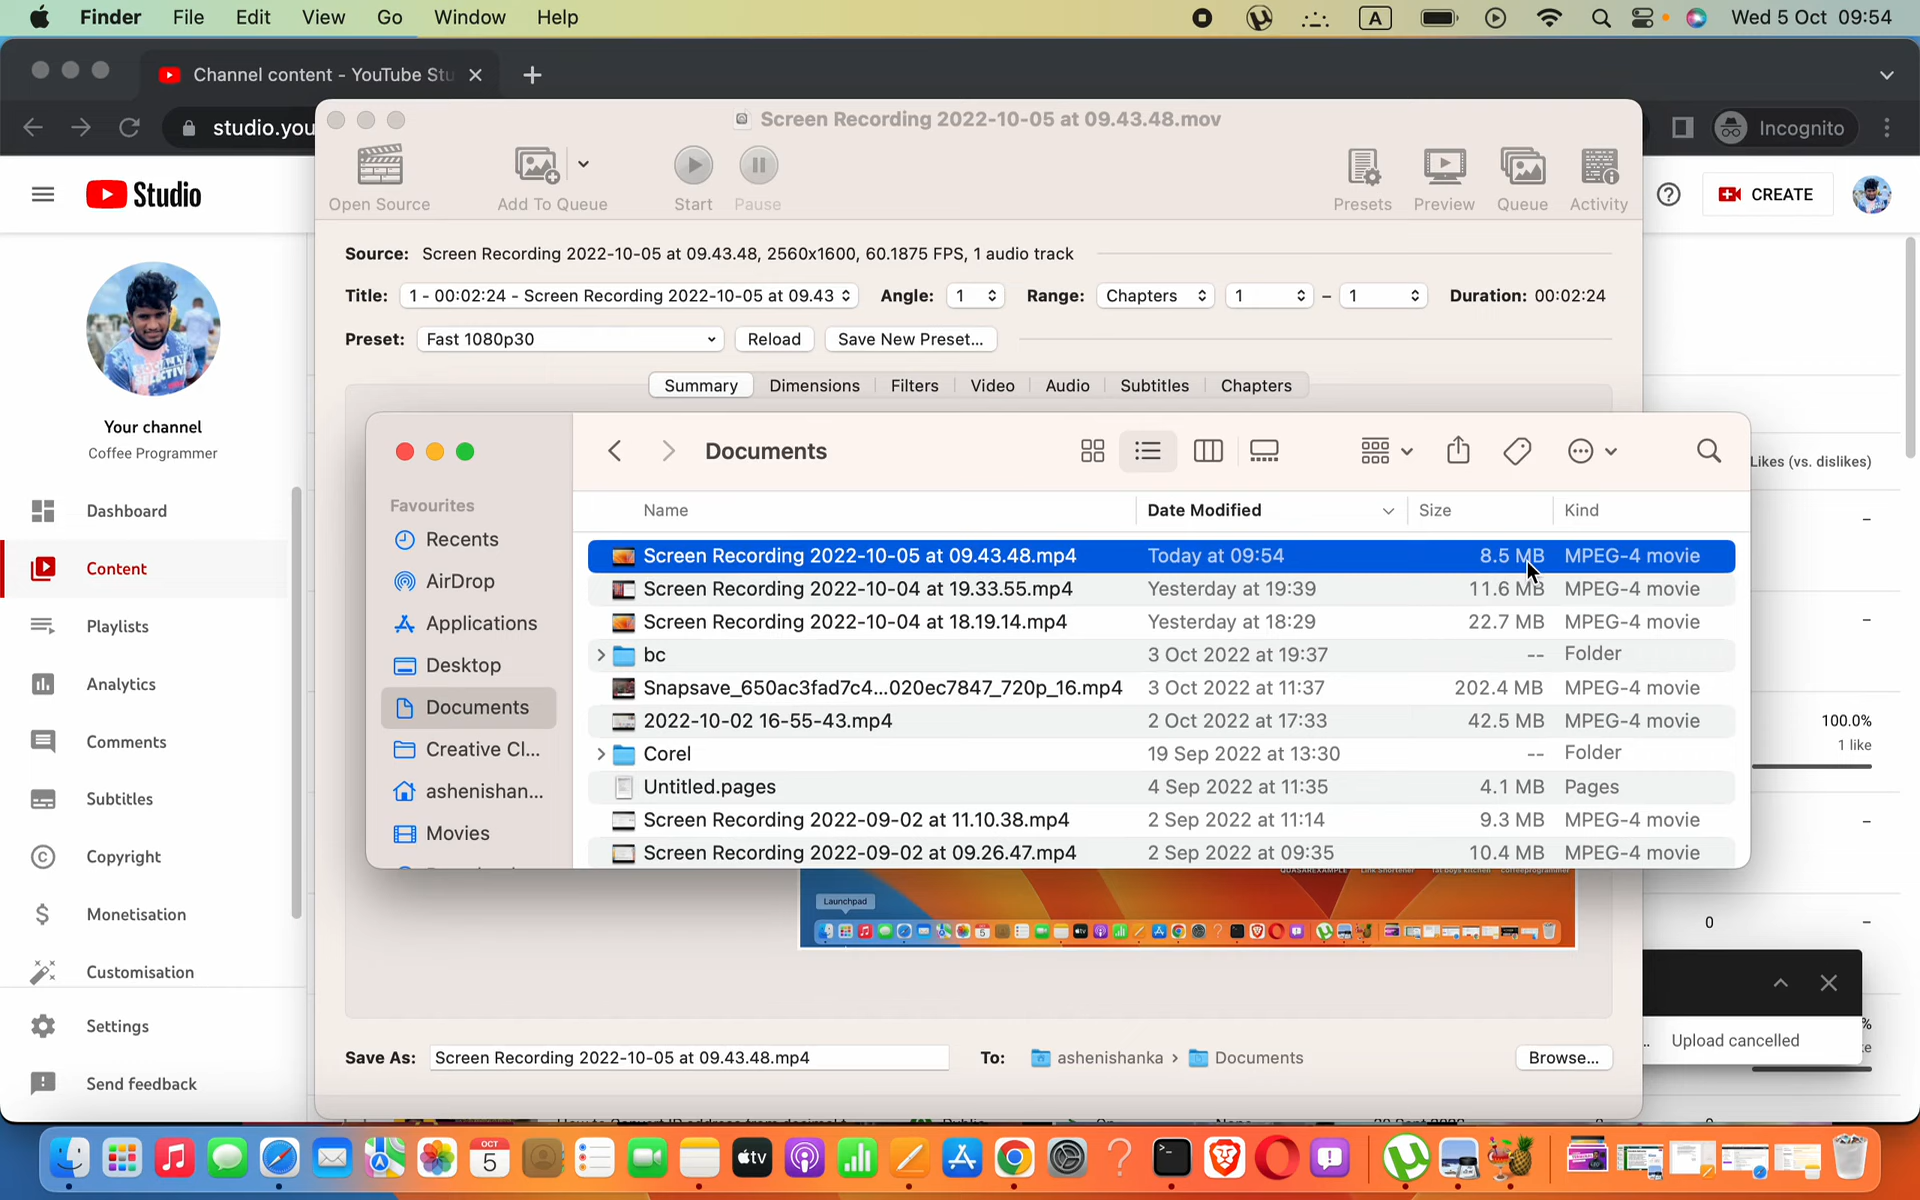 Finder File Edit View Go Window Help A Wed 5 Oct 09:54
Channel content - YouTube Stu
studio.you
Incognito
Screen Recording 2022-10-05 at 09.43.48.mov
Open Source Add To Queue Start Pause Presets Preview Queue Activity
Studio
CREATE
Source: Screen Recording 2022-10-05 at 09.43.48, 2560x1600, 60.1875 FPS, 1 audio track
Title: 1 - 00:02:24 - Screen Recording 2022-10-05 at 09.43 Angle: 1 Range: Chapters 1 – 1 Duration: 00:02:24
Preset: Fast 1080p30 Reload Save New Preset...
Summary Dimensions Filters Video Audio Subtitles Chapters
Your channel
Coffee Programmer
Dashboard
Content
Playlists
Analytics
Comments
Subtitles
Copyright
Monetisation
Customisation
Settings
Send feedback
Favourites
Recents
AirDrop
Applications
Desktop
Documents
Creative Cl...
ashenishan...
Movies
Documents
Name Date Modified Size Kind
Screen Recording 2022-10-05 at 09.43.48.mp4 Today at 09:54 8.5 MB MPEG-4 movie
Screen Recording 2022-10-04 at 19.33.55.mp4 Yesterday at 19:39 11.6 MB MPEG-4 movie
Screen Recording 2022-10-04 at 18.19.14.mp4 Yesterday at 18:29 22.7 MB MPEG-4 movie
bc 3 Oct 2022 at 19:37 -- Folder
Snapsave_650ac3fad7c4...020ec7847_720p_16.mp4 3 Oct 2022 at 11:37 202.4 MB MPEG-4 movie
2022-10-02 16-55-43.mp4 2 Oct 2022 at 17:33 42.5 MB MPEG-4 movie
Corel 19 Sep 2022 at 13:30 -- Folder
Untitled.pages 4 Sep 2022 at 11:35 4.1 MB Pages
Screen Recording 2022-09-02 at 11.10.38.mp4 2 Sep 2022 at 11:14 9.3 MB MPEG-4 movie
Screen Recording 2022-09-02 at 09.26.47.mp4 2 Sep 2022 at 09:35 10.4 MB MPEG-4 movie
Likes (vs. dislikes)
–
–
–
100.0%
1 like
–
0 –
Launchpad
Upload cancelled
Save As: Screen Recording 2022-10-05 at 09.43.48.mp4 To: ashenishanka › Documents Browse...
OCT
5
tv